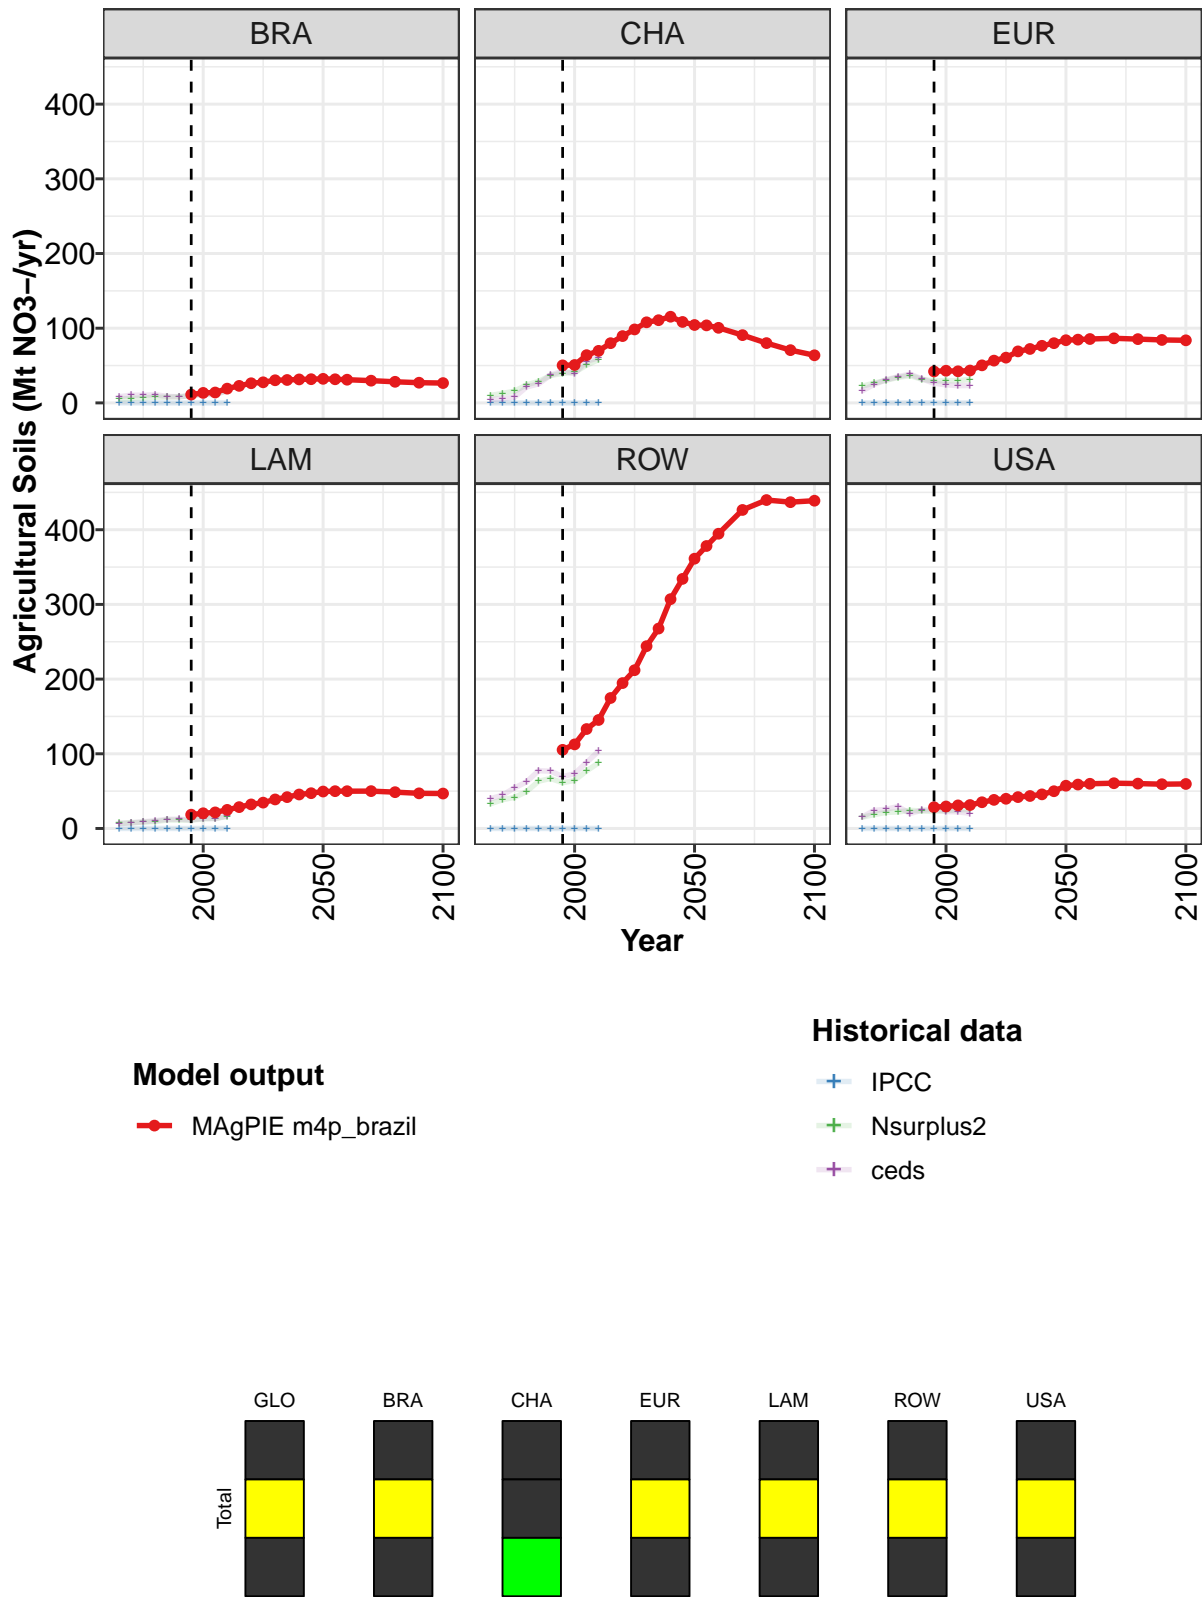 BRA CHA EUR
400
300
200
100
0
LAM ROW USA
400
300
200
100
0
Agricultural Soils (Mt NO3−/yr)
2000 2050 2100 2000 2050 2100 2000 2050 2100
Year
Model output
MAgPIE m4p_brazil
Historical data
IPCC
Nsurplus2
ceds
GLO BRA CHA EUR LAM ROW USA
Total